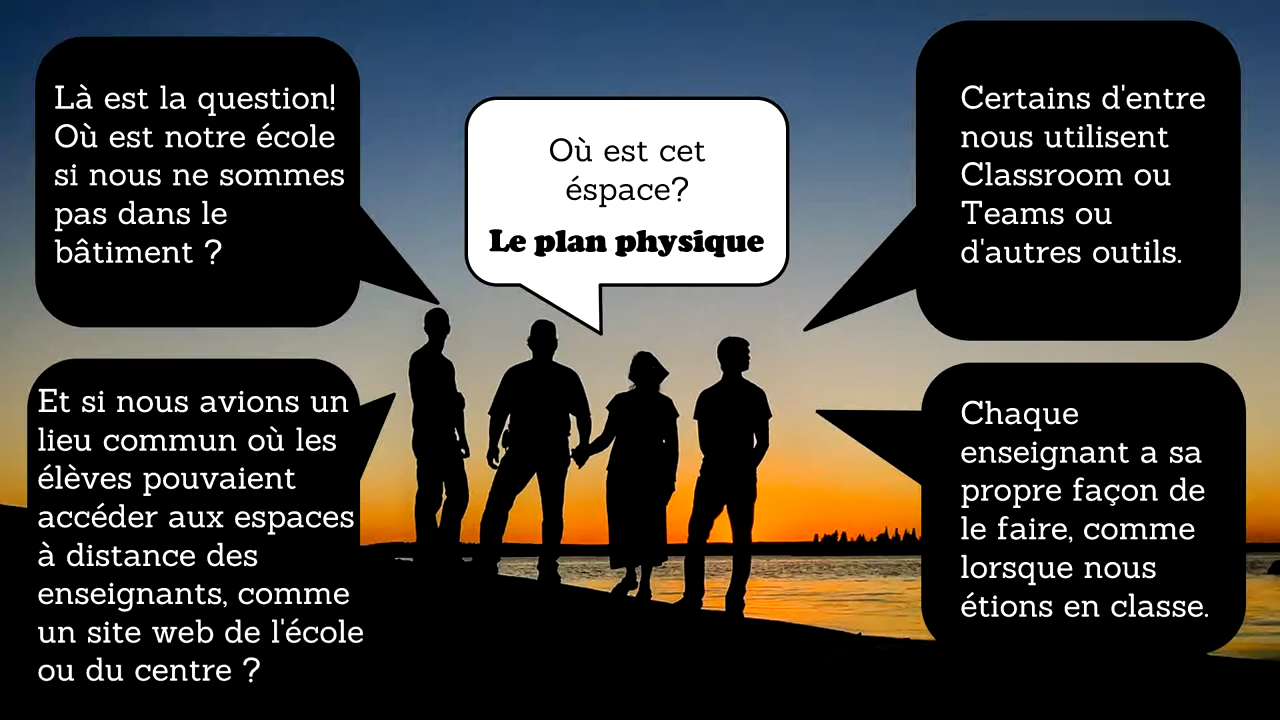 Là est la question!
Où est notre école
si nous ne sommes
pas dans le
bâtiment ?
Où est cet
éspace?
Le plan physique
Certains d'entre
nous utilisent
Classroom ou
Teams ou
d'autres outils.
Et si nous avions un
lieu commun où les
élèves pouvaient
accéder aux espaces
à distance des
enseignants, comme
un site web de l'école
ou du centre ?
Chaque
enseignant a sa
propre façon de
le faire, comme
lorsque nous
étions en classe.